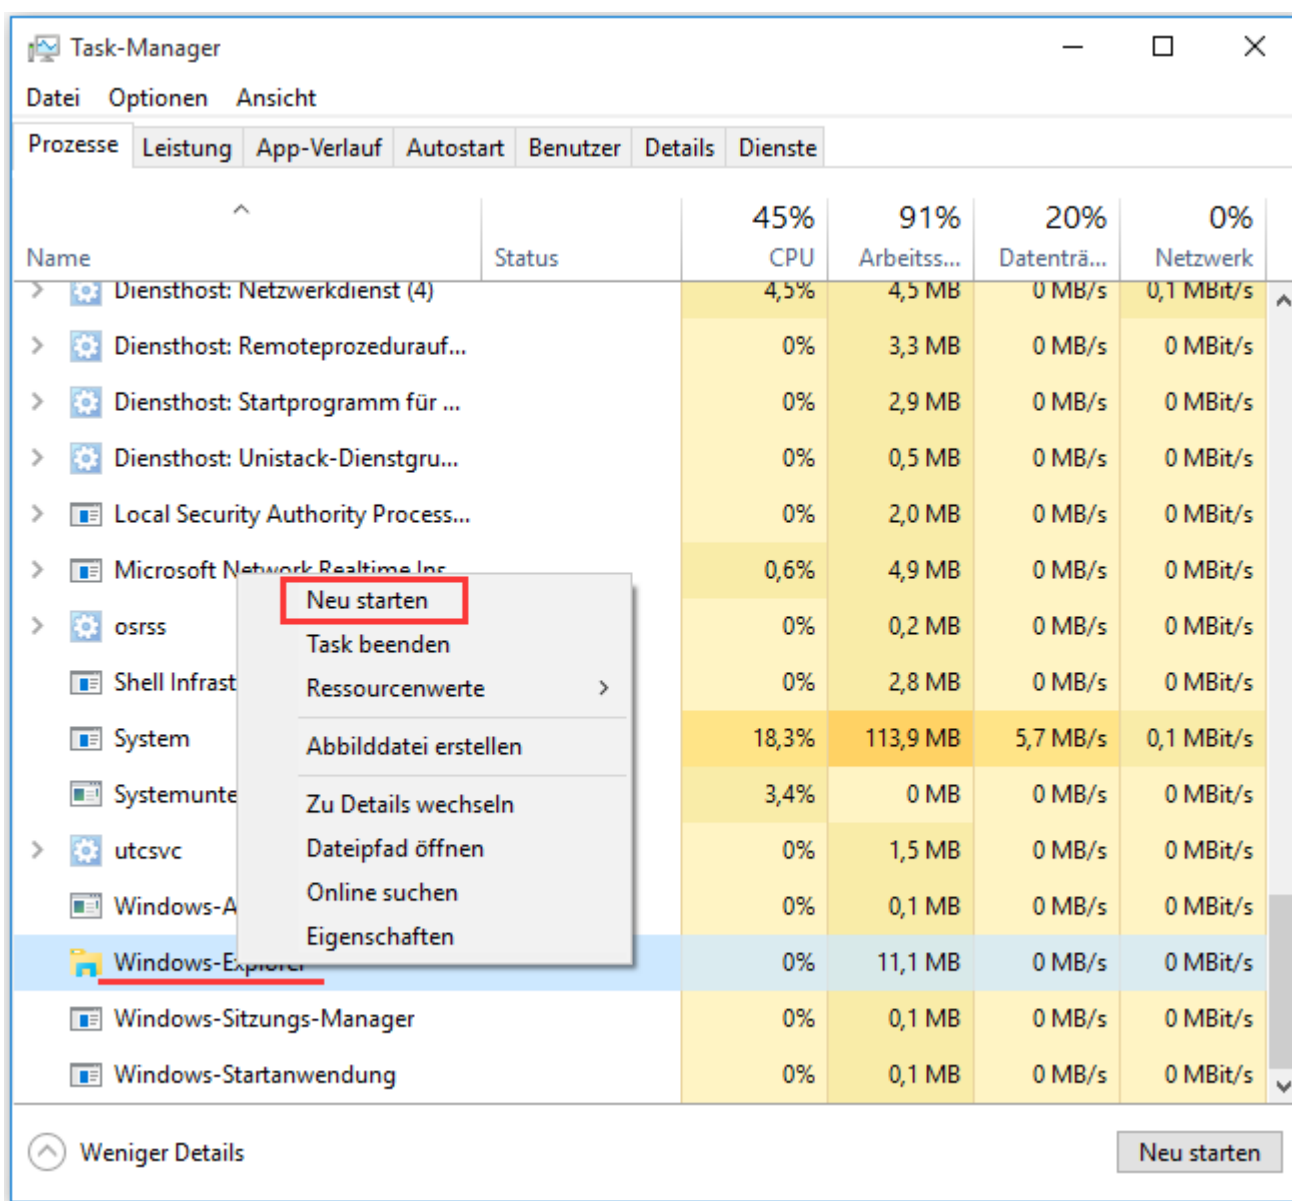 Task-Manager
Datei Optionen Ansicht
Prozesse Leistung App-Verlauf Autostart Benutzer Details Dienste
45% 91% 20% 0%
Name Status CPU Arbeitss... Datenträ... Netzwerk
Diensthost: Netzwerkdienst (4) 4,5% 4,5 MB 0 MB/s 0,1 MBit/s
Diensthost: Remoteprozeduraufr... 0% 3,3 MB 0 MB/s 0 MBit/s
Diensthost: Startprogramm für ... 0% 2,9 MB 0 MB/s 0 MBit/s
Diensthost: Unistack-Dienstgru... 0% 0,5 MB 0 MB/s 0 MBit/s
Local Security Authority Process... 0% 2,0 MB 0 MB/s 0 MBit/s
Microsoft Network Realtime Ins 0,6% 4,9 MB 0 MB/s 0 MBit/s
Neu starten
osrss 0% 0,2 MB 0 MB/s 0 MBit/s
Task beenden
Shell Infrast 0% 2,8 MB 0 MB/s 0 MBit/s
Ressourcenwerte
System 18,3% 113,9 MB 5,7 MB/s 0,1 MBit/s
Abbilddatei erstellen
Systemunte 3,4% 0 MB 0 MB/s 0 MBit/s
Zu Details wechseln
utcsvc 0% 1,5 MB 0 MB/s 0 MBit/s
Dateipfad öffnen
Windows-A 0% 0,1 MB 0 MB/s 0 MBit/s
Online suchen
Eigenschaften
Windows-Explorer 0% 11,1 MB 0 MB/s 0 MBit/s
Windows-Sitzungs-Manager 0% 0,1 MB 0 MB/s 0 MBit/s
Windows-Startanwendung 0% 0,1 MB 0 MB/s 0 MBit/s
Weniger Details Neu starten